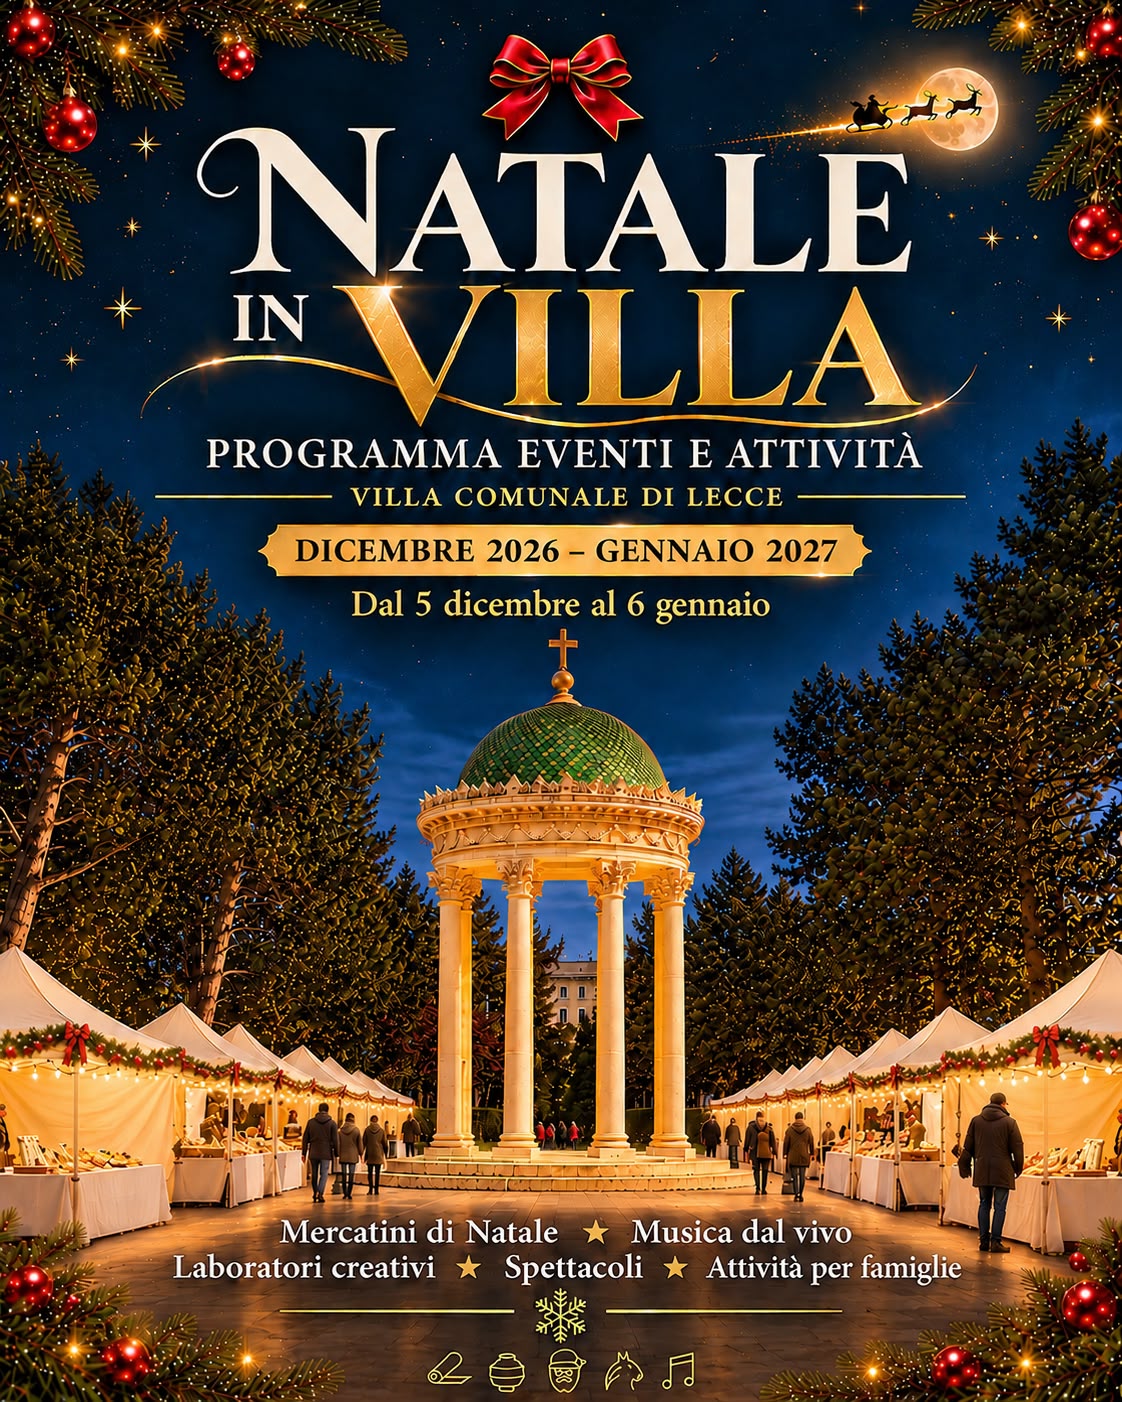 NATALE
IN VILLA
PROGRAMMA EVENTI E ATTIVITÀ
VILLA COMUNALE DI LECCE
DICEMBRE 2026 – GENNAIO 2027
Dal 5 dicembre al 6 gennaio
Mercatini di Natale ★ Musica dal vivo
Laboratori creativi ★ Spettacoli ★ Attività per famiglie